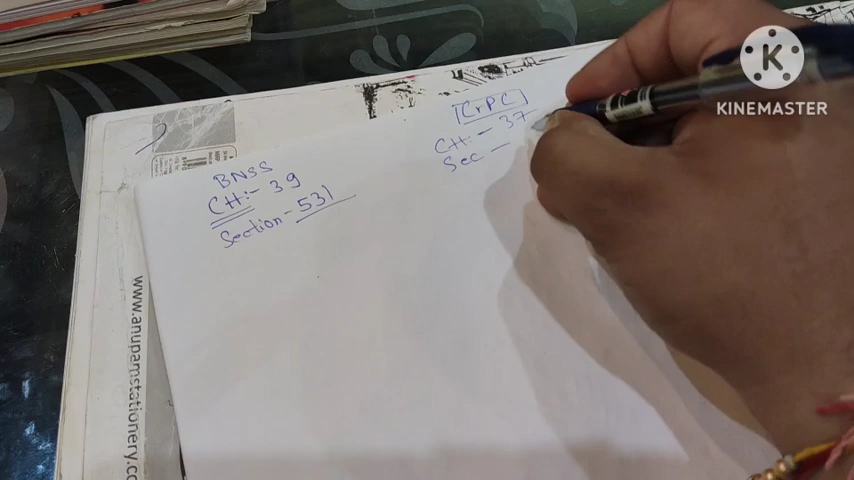 [CrPC]
CH:- 37
Sec -
BNSS
CH:- 39
Section - 531
www.anupamstationery.co
K
KINEMASTER